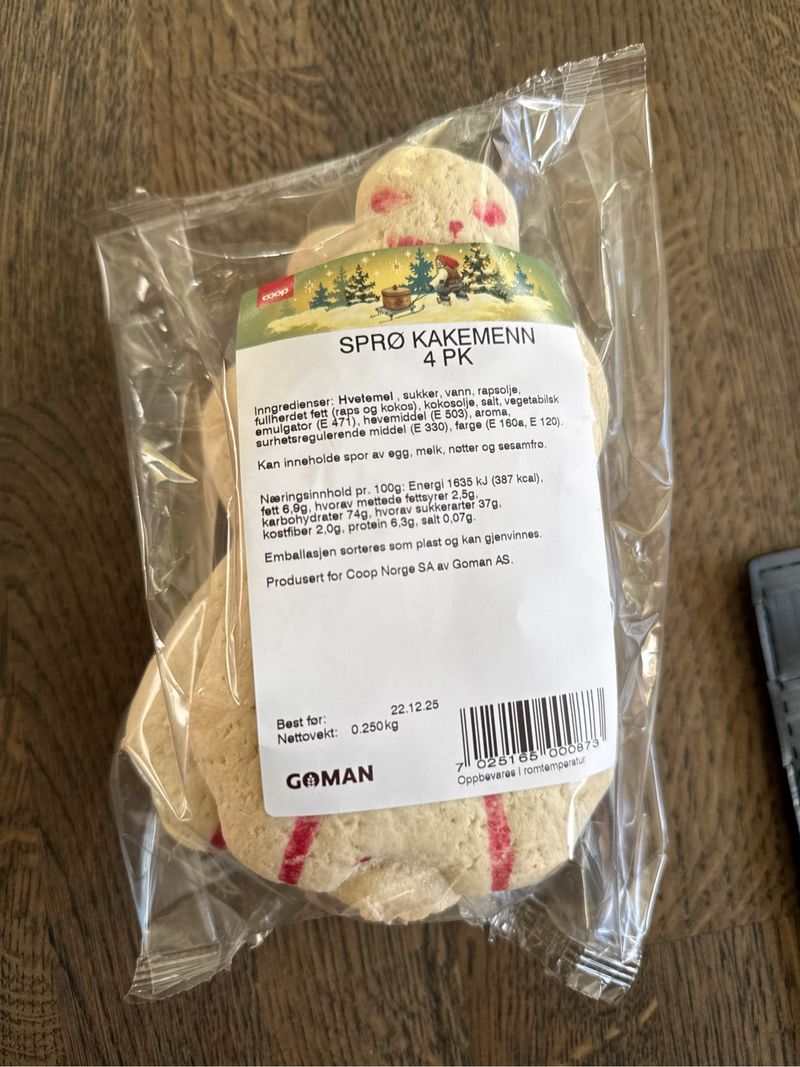 coop
SPRØ KAKEMENN
4 PK
Inngredienser: Hvetemel , sukker, vann, rapsolje,
fullherdet fett (raps og kokos), kokosolje, salt, vegetabilsk
emulgator (E 471), hevemiddel (E 503), aroma,
surhetsregulerende middel (E 330), farge (E 160a, E 120).
Kan inneholde spor av egg, melk, nøtter og sesamfrø.
Næringsinnhold pr. 100g: Energi 1635 kJ (387 kcal),
fett 6,9g, hvorav mettede fettsyrer 2,5g,
karbohydrater 74g, hvorav sukkerarter 37g,
kostfiber 2,0g, protein 6,3g, salt 0,07g.
Emballasjen sorteres som plast og kan gjenvinnes.
Produsert for Coop Norge SA av Goman AS.
Best før: 22.12.25
Nettovekt: 0.250kg
7 025165 000873
Oppbevares i romtemperatur
GOMAN